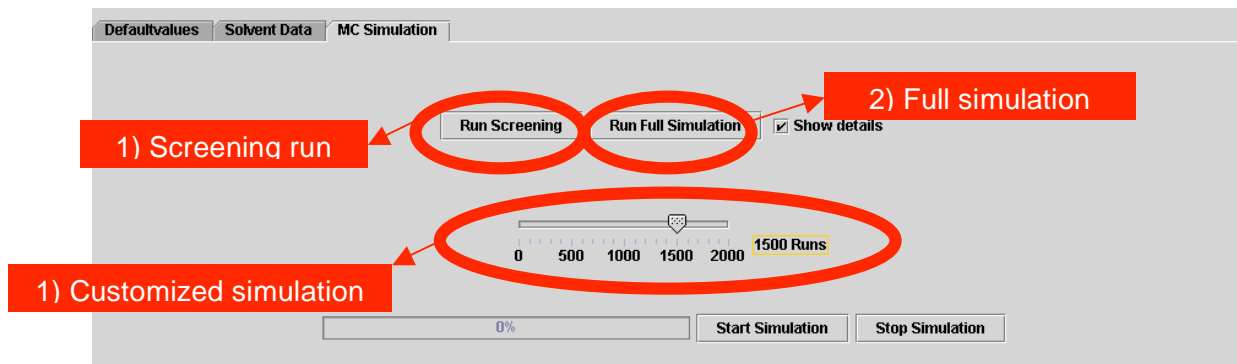 Defaultvalues Solvent Data MC Simulation
2) Full simulation
Run Screening Run Full Simulation Show details
1) Screening run
1500 Runs
0 500 1000 1500 2000
1) Customized simulation
0% Start Simulation Stop Simulation